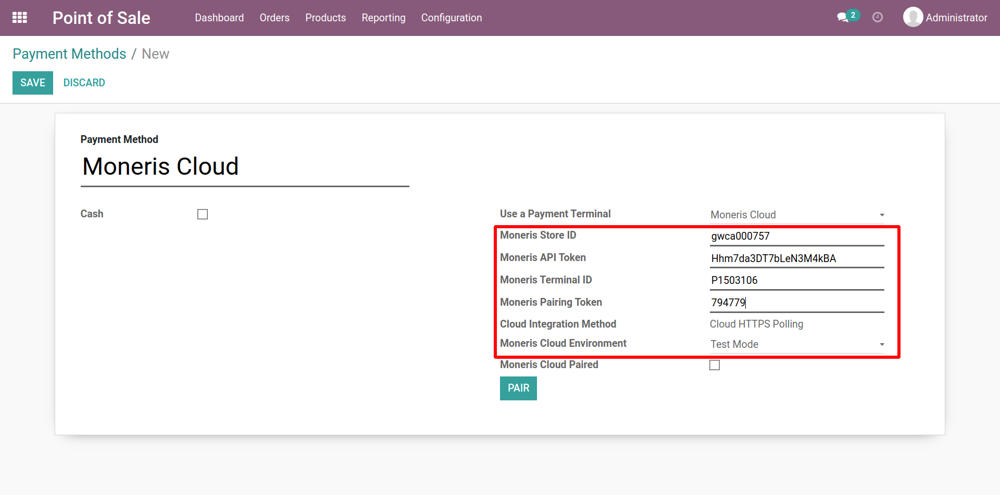 Point of Sale Dashboard Orders Products Reporting Configuration 2 Administrator
Payment Methods / New
SAVE DISCARD
Payment Method
Moneris Cloud
Cash
Use a Payment Terminal Moneris Cloud
Moneris Store ID gwca000757
Moneris API Token Hhm7da3DT7bLeN3M4kBA
Moneris Terminal ID P1503106
Moneris Pairing Token 794779
Cloud Integration Method Cloud HTTPS Polling
Moneris Cloud Environment Test Mode
Moneris Cloud Paired
PAIR